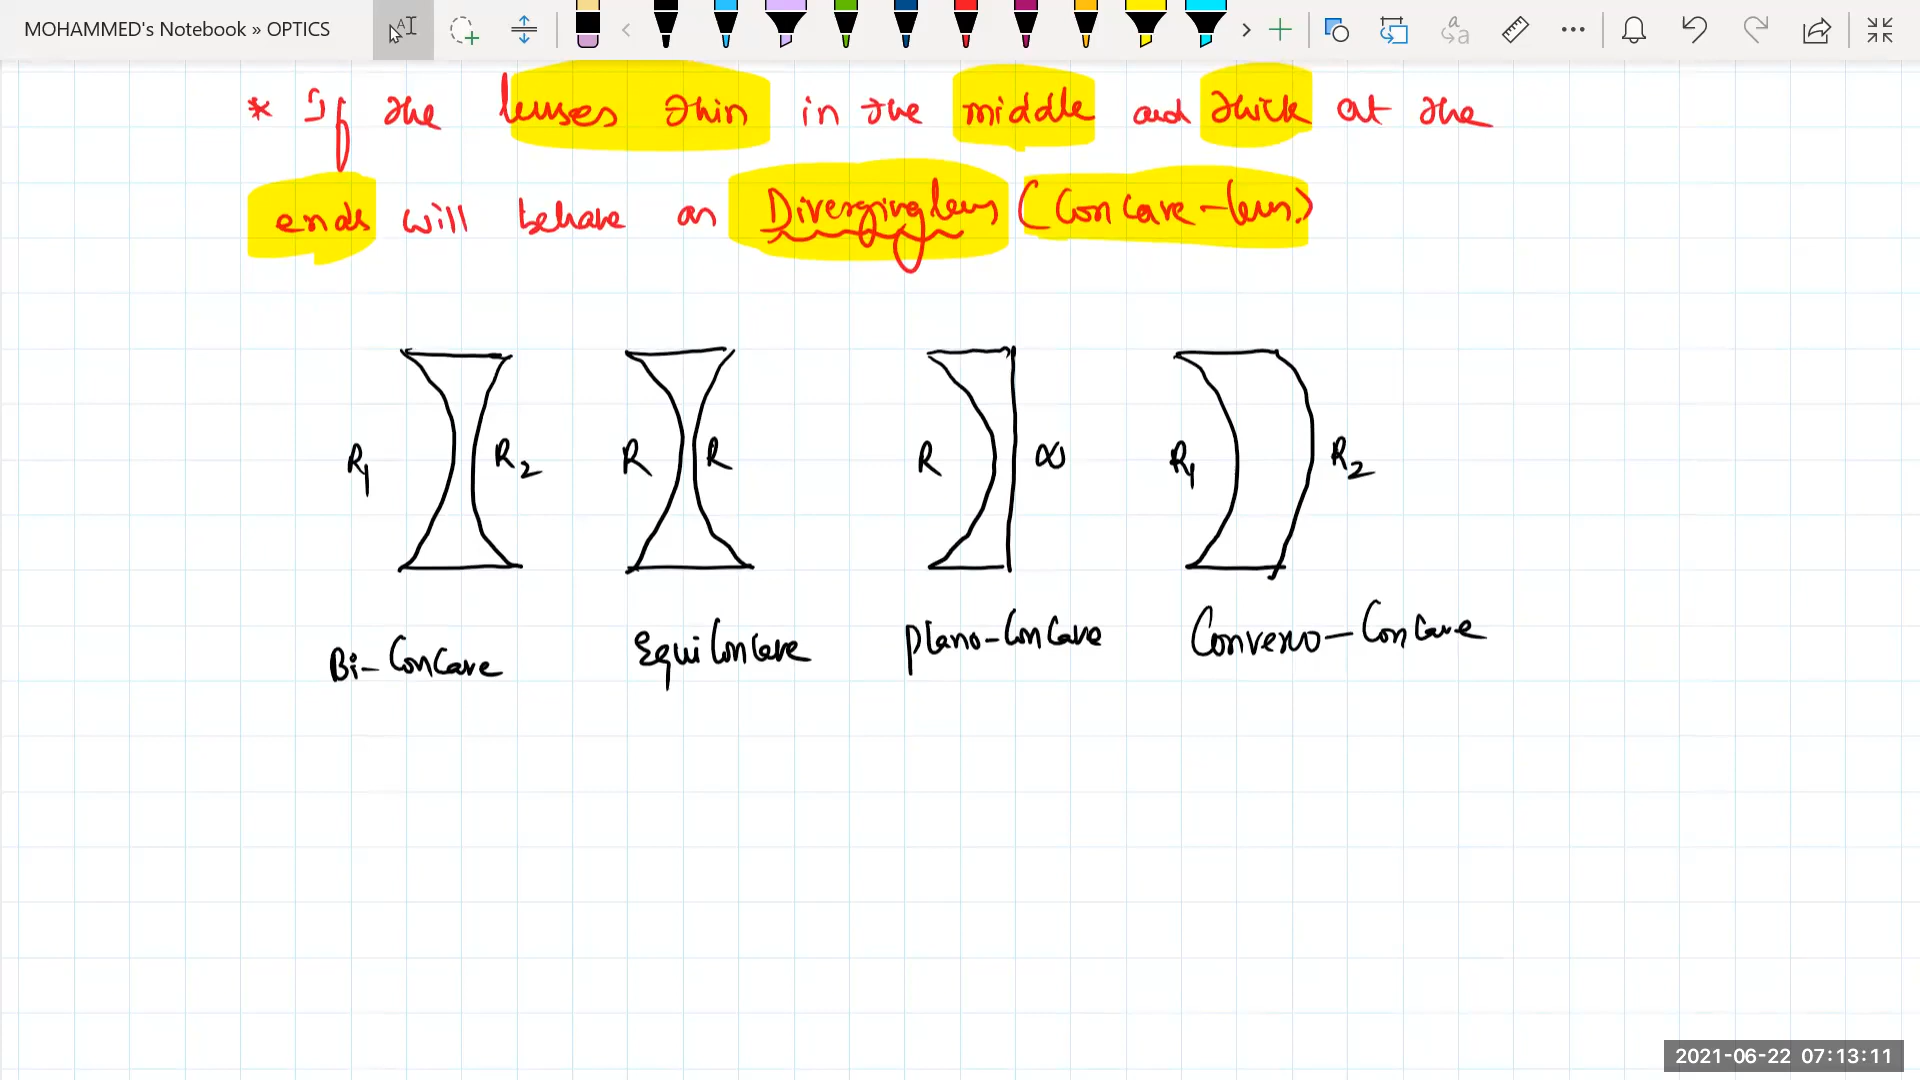 MOHAMMED's Notebook » OPTICS
* If the lenses thin in the middle and thick at the
ends will behave as Diverging lens (Concave-lens)
R1 R2 R R R ∞ R1 R2
Bi-Concave Equi Concave Plano-Concave Convexo-Concave
2021-06-22 07:13:11